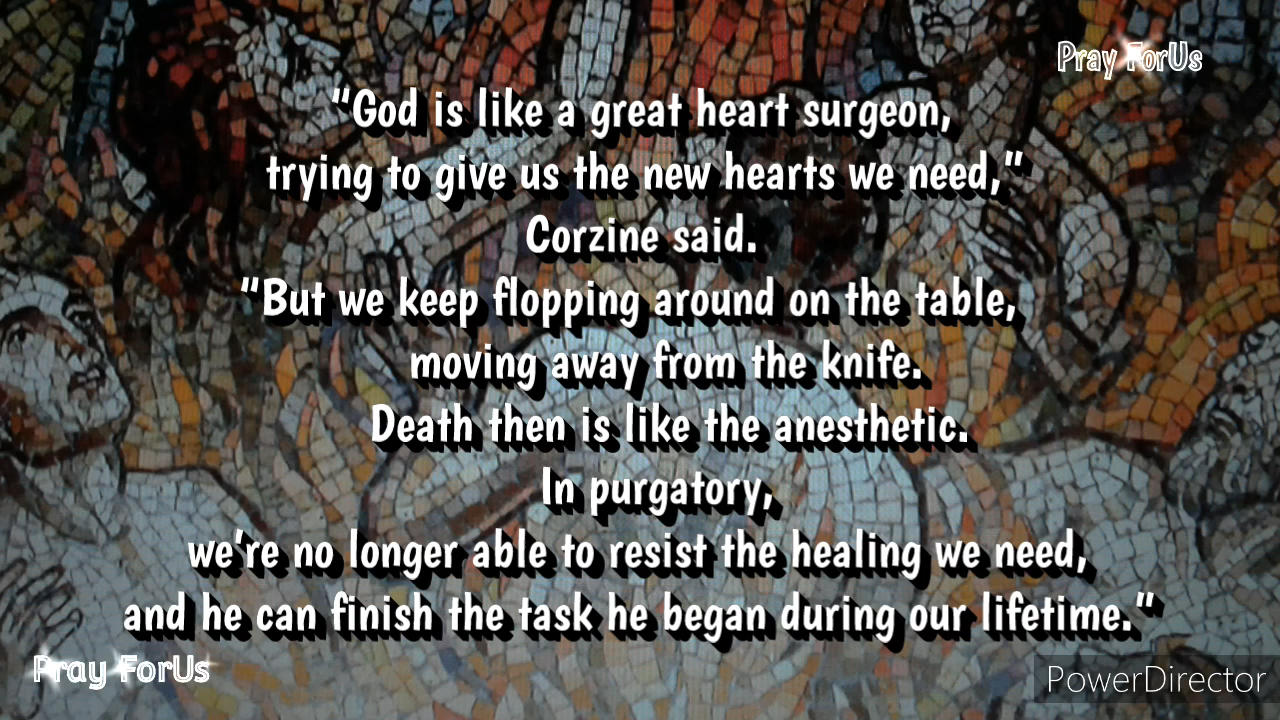 Pray ForUs
“God is like a great heart surgeon,
trying to give us the new hearts we need,”
Corzine said.
“But we keep flopping around on the table,
moving away from the knife.
Death then is like the anesthetic.
In purgatory,
we’re no longer able to resist the healing we need,
and he can finish the task he began during our lifetime.”
Pray ForUs
PowerDirector